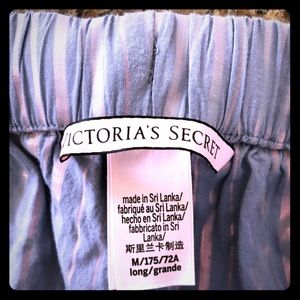 VICTORIA'S SECRET
made in Sri Lanka/
fabriqué au Sri Lanka/
hecho en Sri Lanka/
fabbricato in Sri Lanka/
斯里兰卡制造
M/175/72A
long/grande